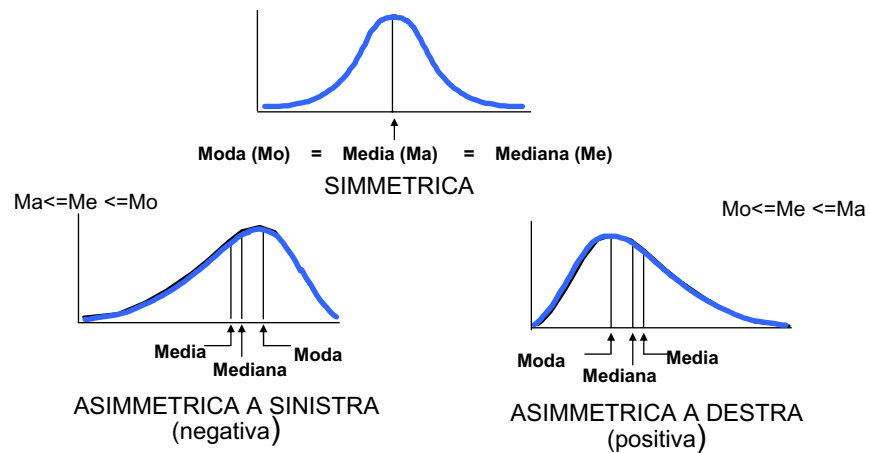 Moda (Mo) = Media (Ma) = Mediana (Me)
SIMMETRICA
Ma<=Me <=Mo
Media
Mediana
Moda
ASIMMETRICA A SINISTRA
(negativa)
Mo<=Me <=Ma
Moda
Mediana
Media
ASIMMETRICA A DESTRA
(positiva)